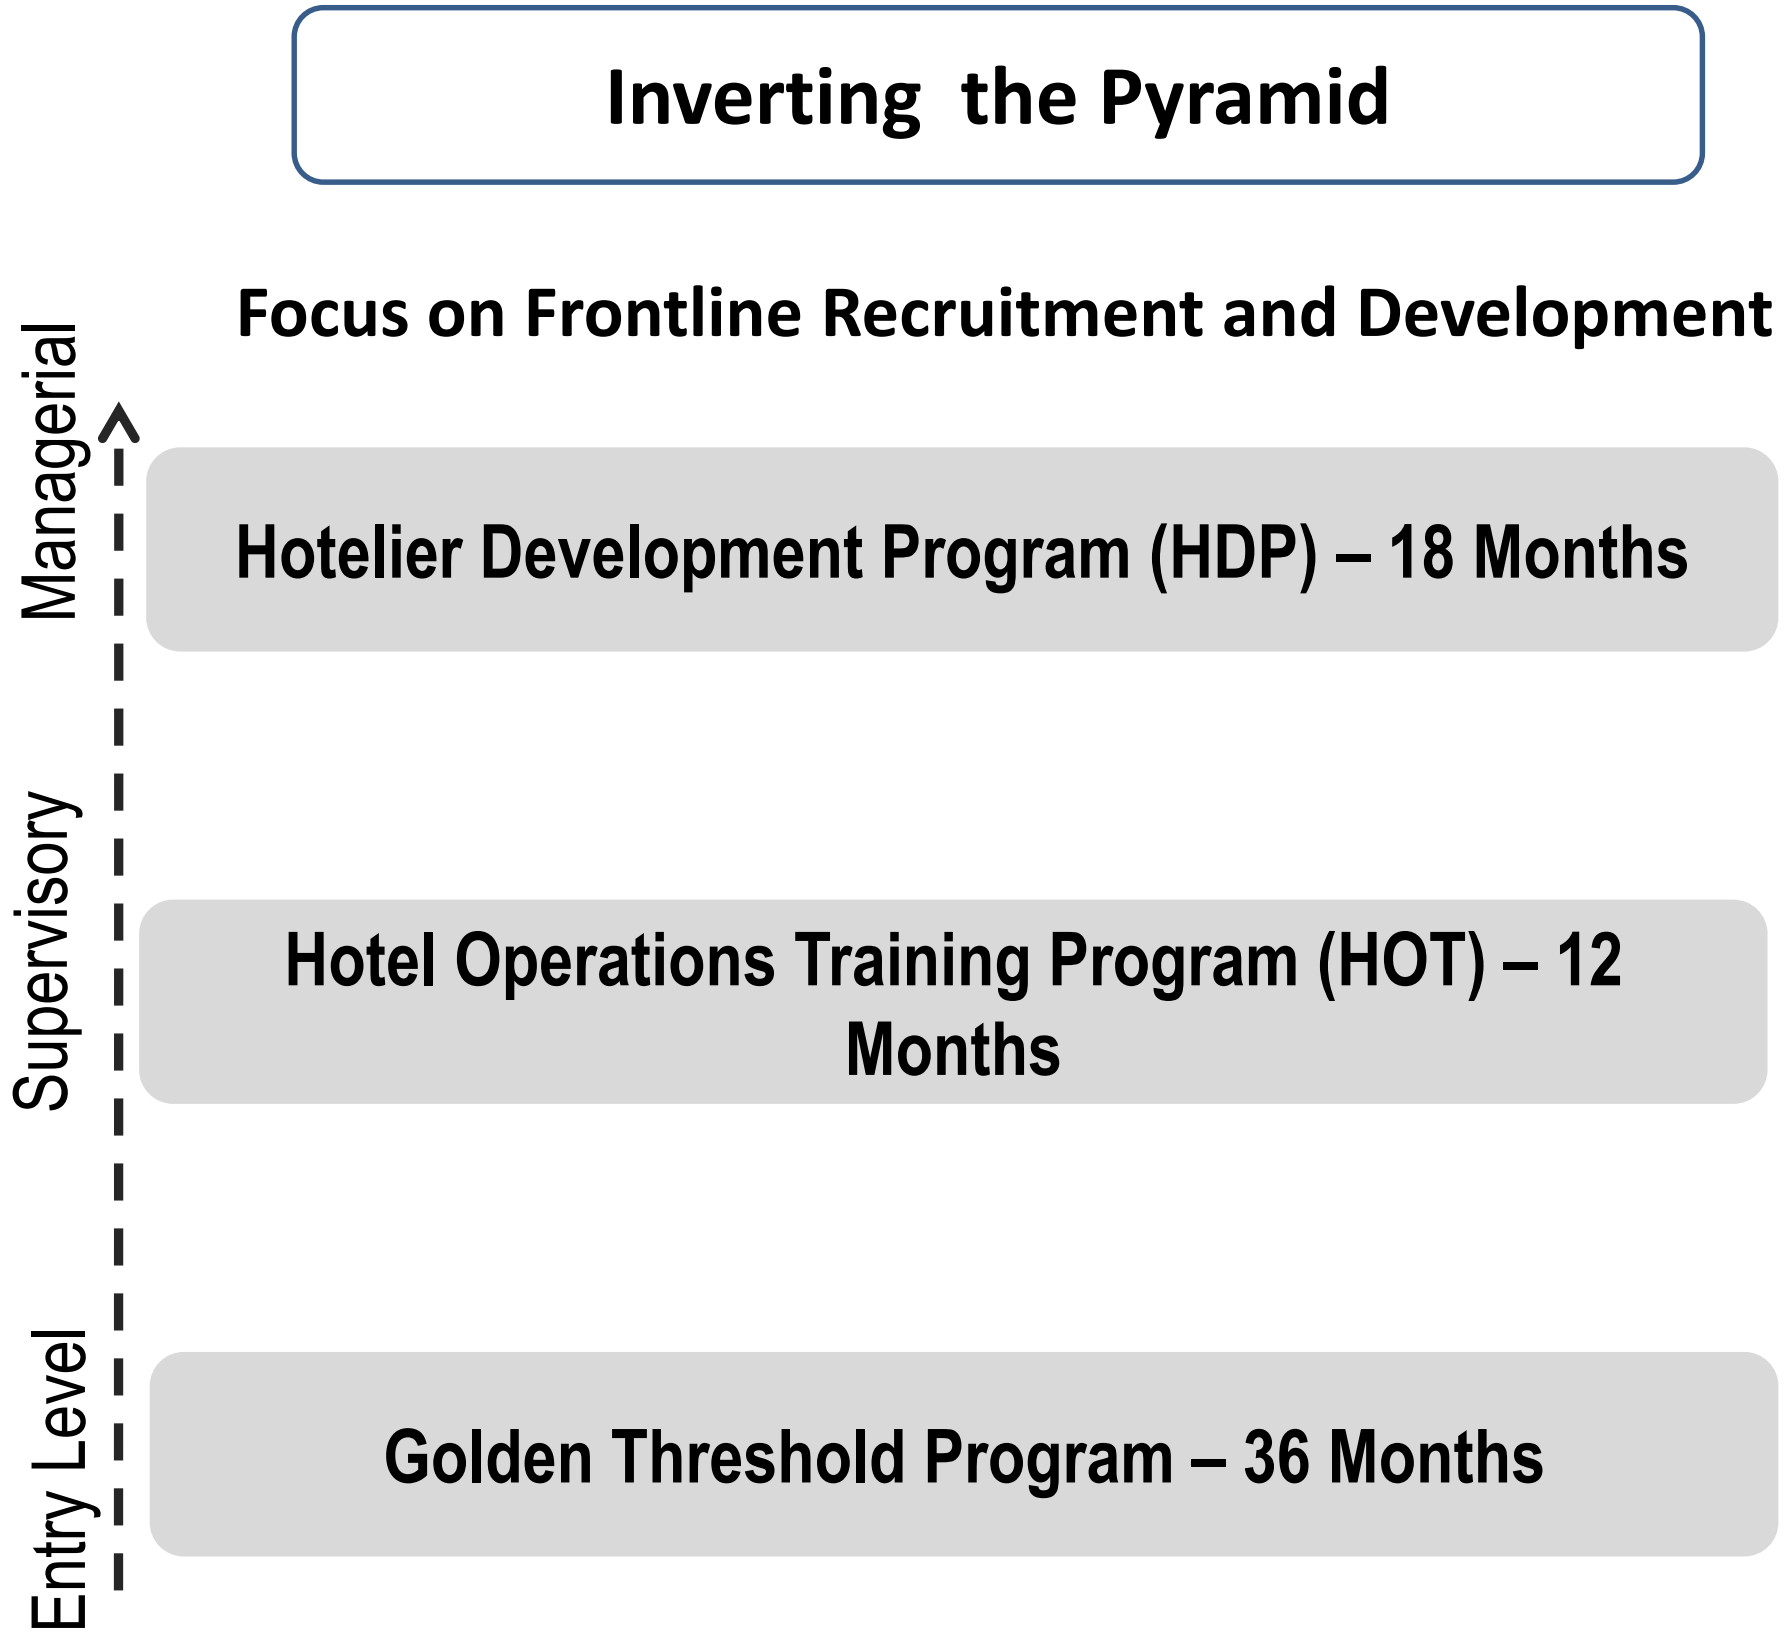 Inverting the Pyramid
Focus on Frontline Recruitment and Development
Managerial
Hotelier Development Program (HDP) – 18 Months
Supervisory
Hotel Operations Training Program (HOT) – 12
Months
Entry Level
Golden Threshold Program – 36 Months